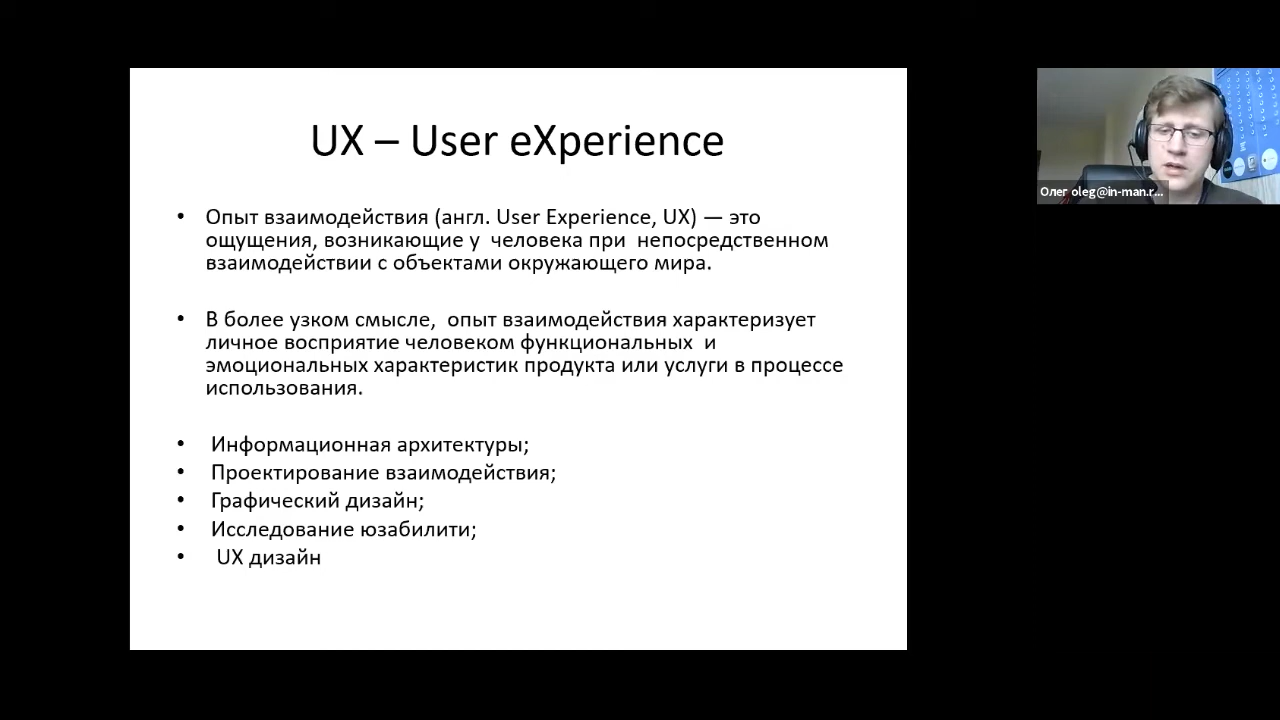 UX – User eXperience
• Опыт взаимодействия (англ. User Experience, UX) — это
ощущения, возникающие у  человека при  непосредственном
взаимодействии с объектами окружающего мира.
• В более узком смысле,  опыт взаимодействия характеризует
личное восприятие человеком функциональных  и
эмоциональных характеристик продукта или услуги в процессе
использования.
• Информационная архитектуры;
• Проектирование взаимодействия;
• Графический дизайн;
• Исследование юзабилити;
• UX дизайн
Олег oleg@in-man.r...